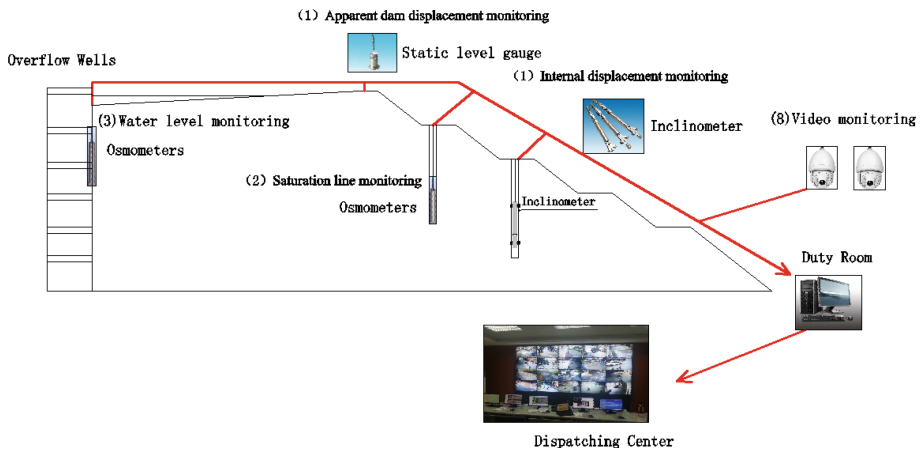 (1) Apparent dam displacement monitoring
Static level gauge
Overflow Wells
(1) Internal displacement monitoring
Inclinometer
(8)Video monitoring
(3)Water level monitoring
Osmometers
(2) Saturation line monitoring
Osmometers
Inclinometer
Duty Room
Dispatching Center